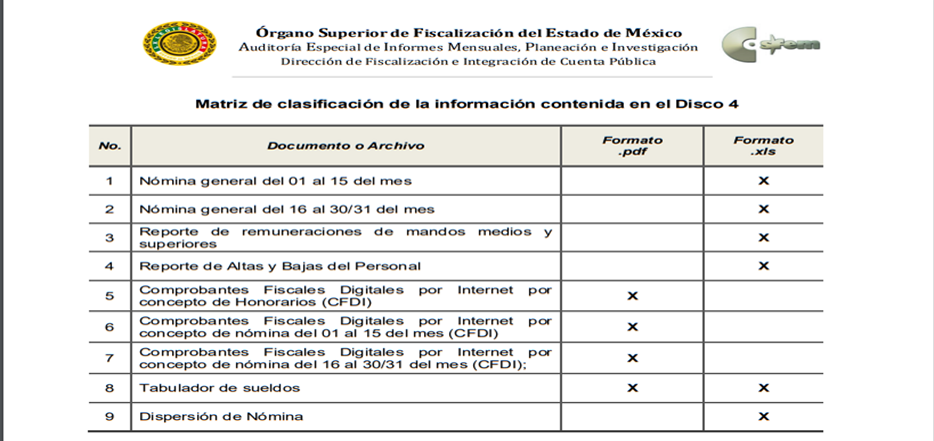 Órgano Superior de Fiscalización del Estado de México
Auditoría Especial de Informes Mensuales, Planeación e Investigación
Dirección de Fiscalización e Integración de Cuenta Pública
osfem
Matriz de clasificación de la información contenida en el Disco 4
No. Documento o Archivo Formato .pdf Formato .xls
1 Nómina general del 01 al 15 del mes X
2 Nómina general del 16 al 30/31 del mes X
3 Reporte de remuneraciones de mandos medios y
superiores X
4 Reporte de Altas y Bajas del Personal X
5 Comprobantes Fiscales Digitales por Internet por
concepto de Honorarios (CFDI) X
6 Comprobantes Fiscales Digitales por Internet por
concepto de nómina del 01 al 15 del mes (CFDI) X
7 Comprobantes Fiscales Digitales por Internet por
concepto de nómina del 16 al 30/31 del mes (CFDI); X
8 Tabulador de sueldos X X
9 Dispersión de Nómina X